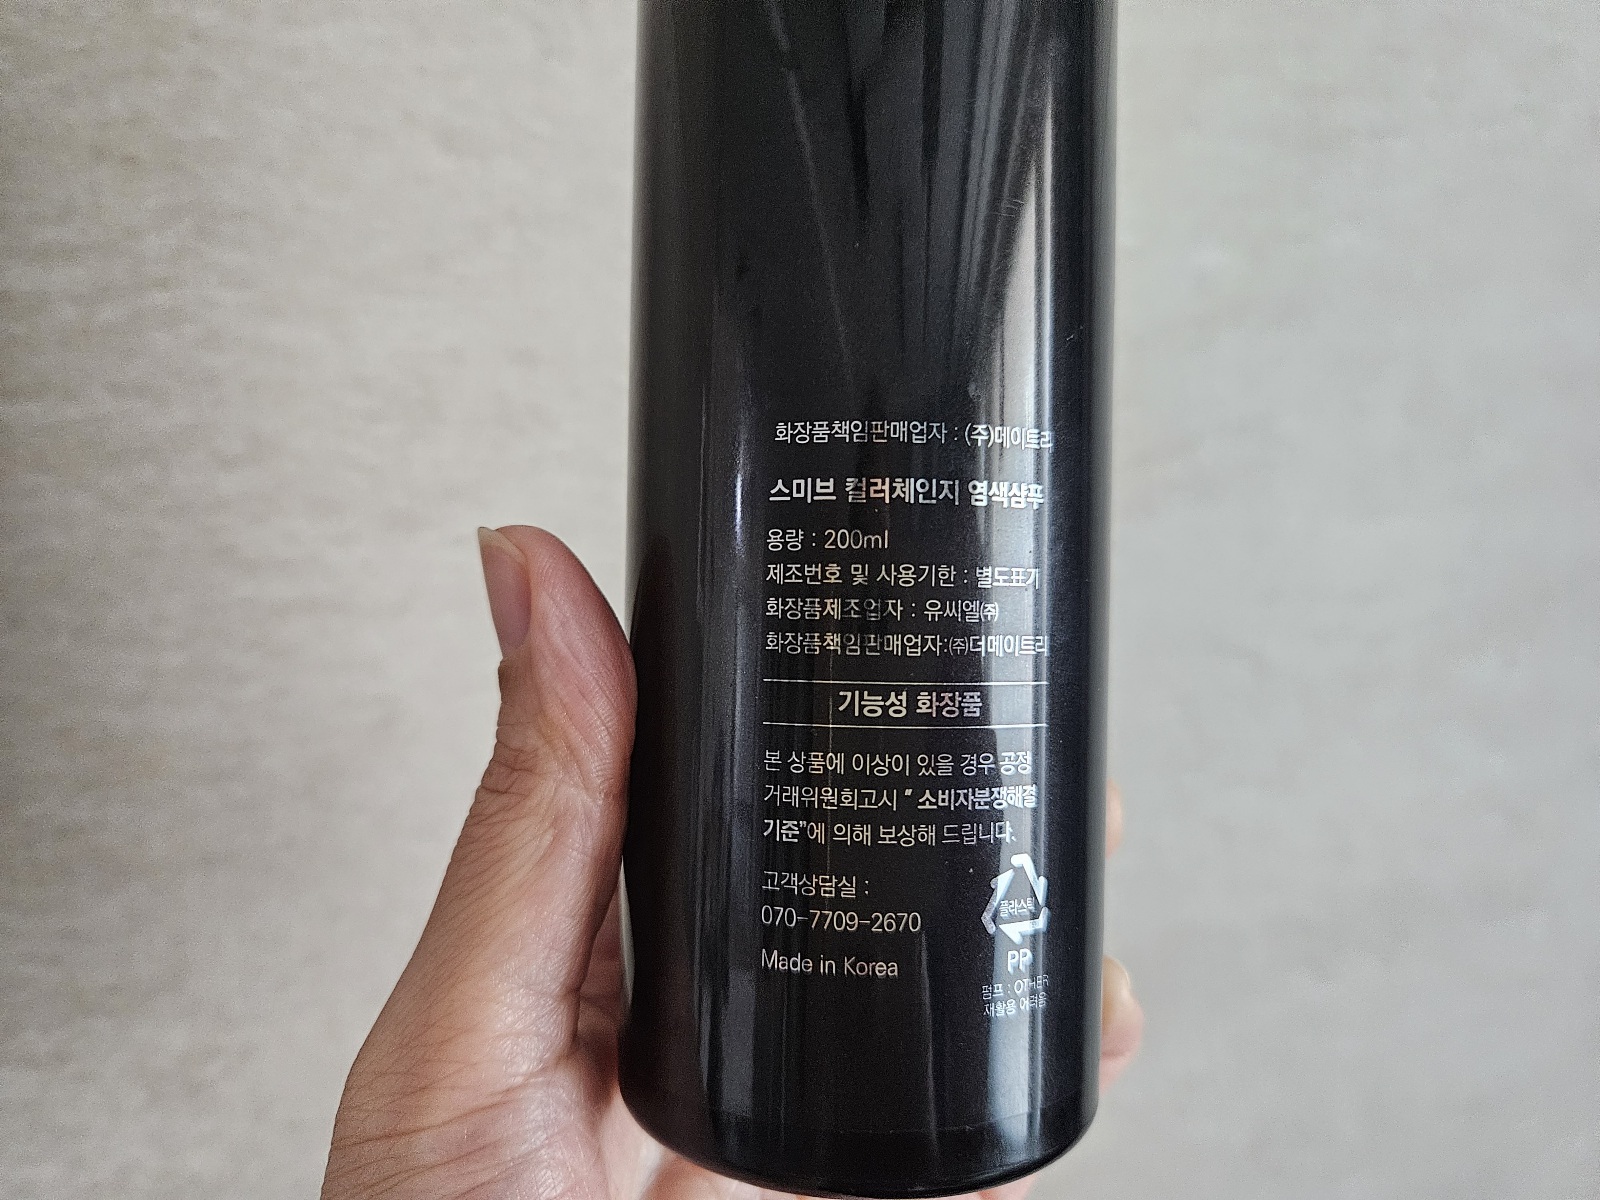 화장품책임판매업자 : (주)메이트리
스미브 컬러체인지 염색샴푸
용량 : 200ml
제조번호 및 사용기한 : 별도표기
화장품제조업자 : 유씨엘㈜
화장품책임판매업자:㈜더메이트리
기능성 화장품
본 상품에 이상이 있을 경우 공정
거래위원회고시 " 소비자분쟁해결
기준"에 의해 보상해 드립니다.
고객상담실 :
070-7709-2670
Made in Korea
플라스틱
PP
펌프 : OTHER
재활용 어려움